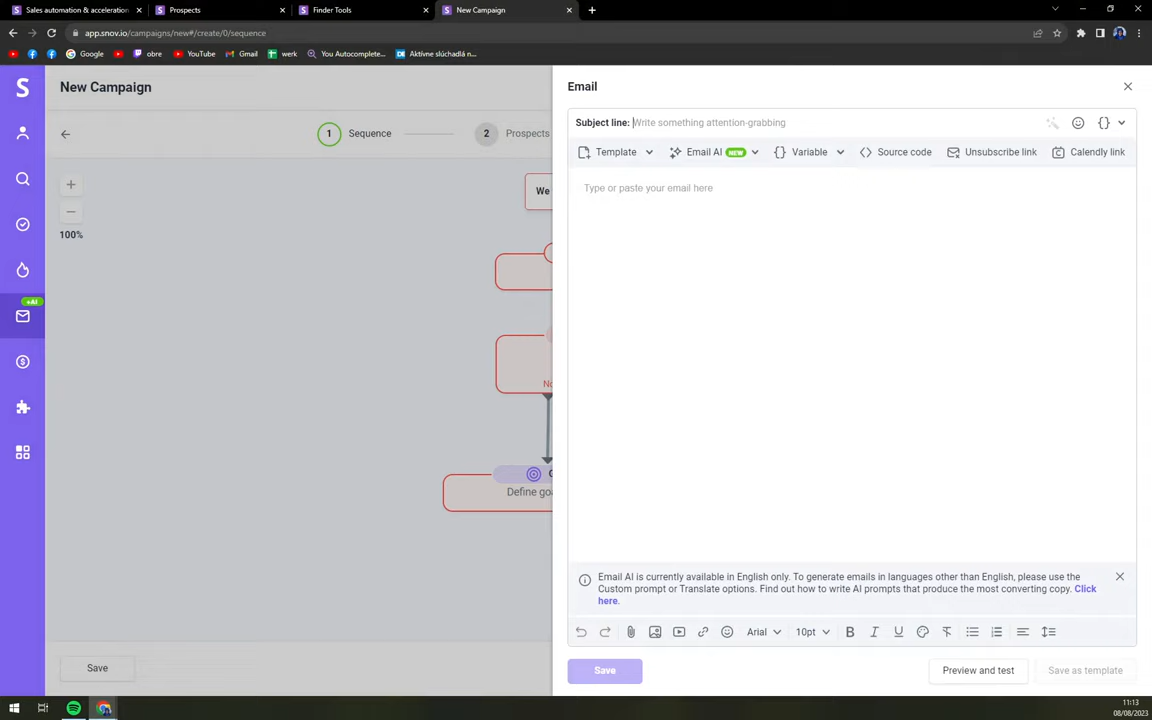 Sales automation & acceleration
Prospects
Finder Tools
New Campaign
app.snov.io/campaigns/new#/create/0/sequence
Google
obre
YouTube
Gmail
werk
You Autocomplete...
Aktívne slúchadlá n...
S
New Campaign
1 Sequence
2 Prospects
100%
+AI
We
No
G
Define goa
Save
Email
Subject line: Write something attention-grabbing
{}
Template
Email AI NEW
{} Variable
<> Source code
Unsubscribe link
Calendly link
Type or paste your email here
Email AI is currently available in English only. To generate emails in languages other than English, please use the
Custom prompt or Translate options. Find out how to write AI prompts that produce the most converting copy. Click
here.
Arial
10pt
B
I
U
Save
Preview and test
Save as template
11:13
08/08/2023